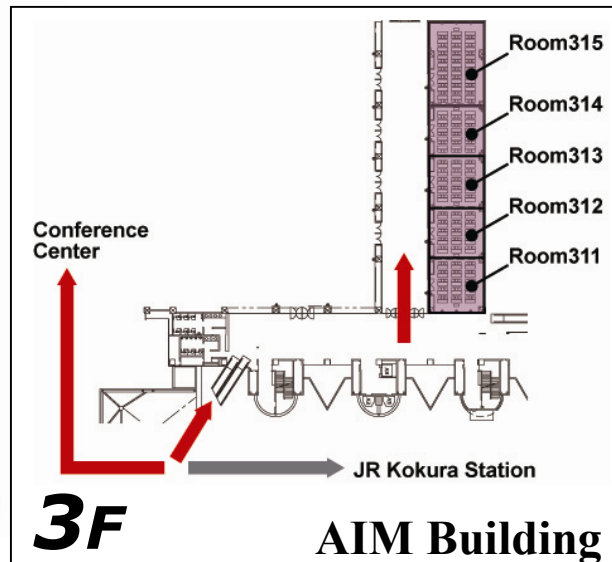 Room315
Room314
Room313
Room312
Room311
Conference
Center
JR Kokura Station
3F
AIM Building